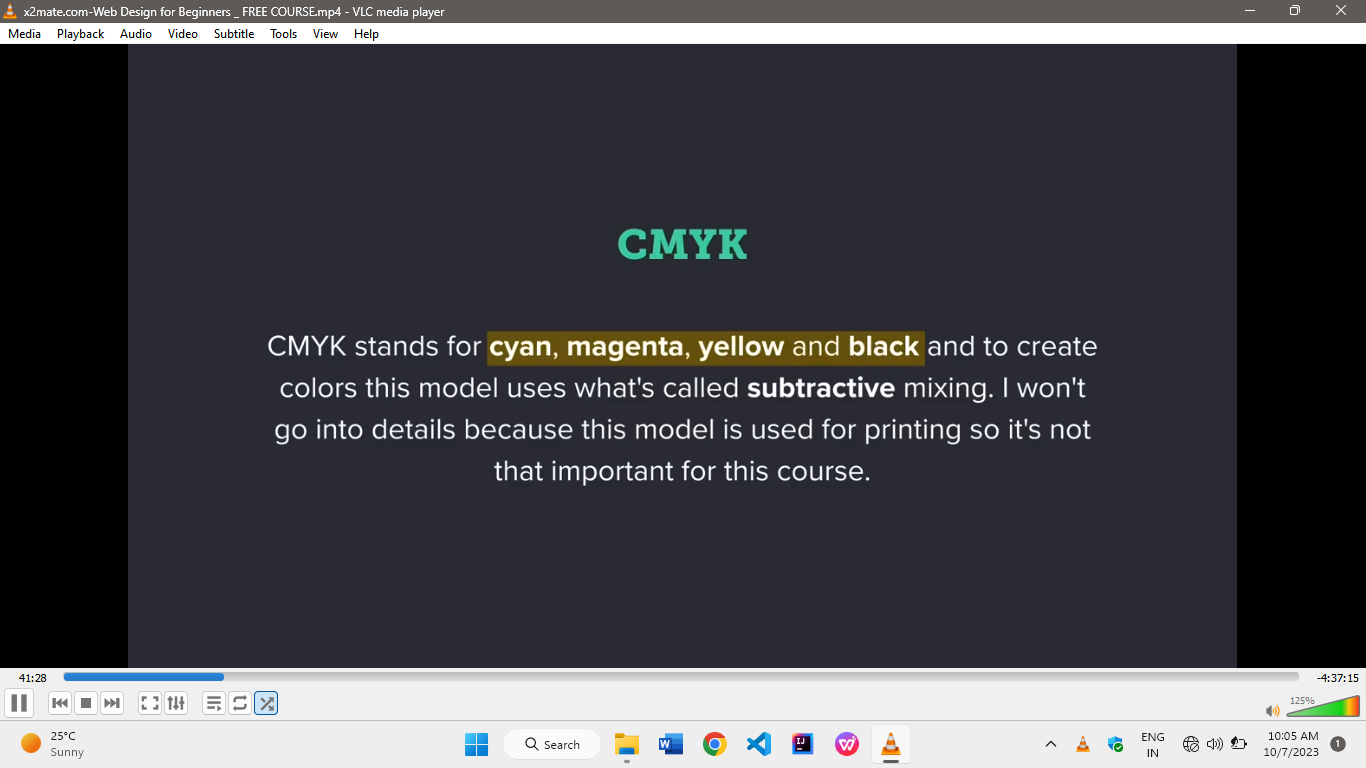 x2mate.com-Web Design for Beginners _ FREE COURSE.mp4 - VLC media player
Media Playback Audio Video Subtitle Tools View Help
CMYK
CMYK stands for cyan, magenta, yellow and black and to create
colors this model uses what's called subtractive mixing. I won't
go into details because this model is used for printing so it's not
that important for this course.
41:28 -4:37:15
125%
25°C
Sunny
Search
ENG
IN
10:05 AM
10/7/2023
1